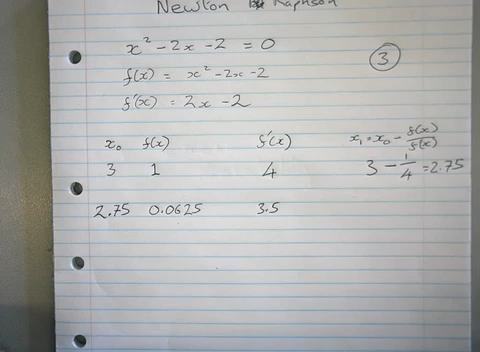 Newton Raphson
x² - 2x - 2 = 0
③
f(x) = x² - 2x - 2
f'(x) = 2x - 2
x₀ f(x) f'(x) x₁ = x₀ - f(x)/f'(x)
3 1 4 3 - 1/4 = 2.75
2.75 0.0625 3.5